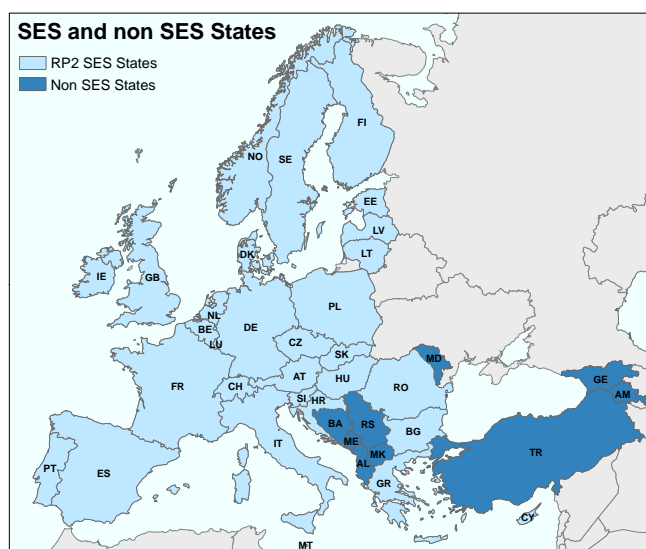 SES and non SES States
RP2 SES States
Non SES States
FI
NO
SE
EE
LV
LT
DK
IE
GB
NL
PL
BE
DE
LU
CZ
SK
FR
CH
AT
HU
MD
RO
SI
HR
GE
AM
BA
RS
BG
IT
ME
MK
TR
PT
ES
AL
GR
CY
MT